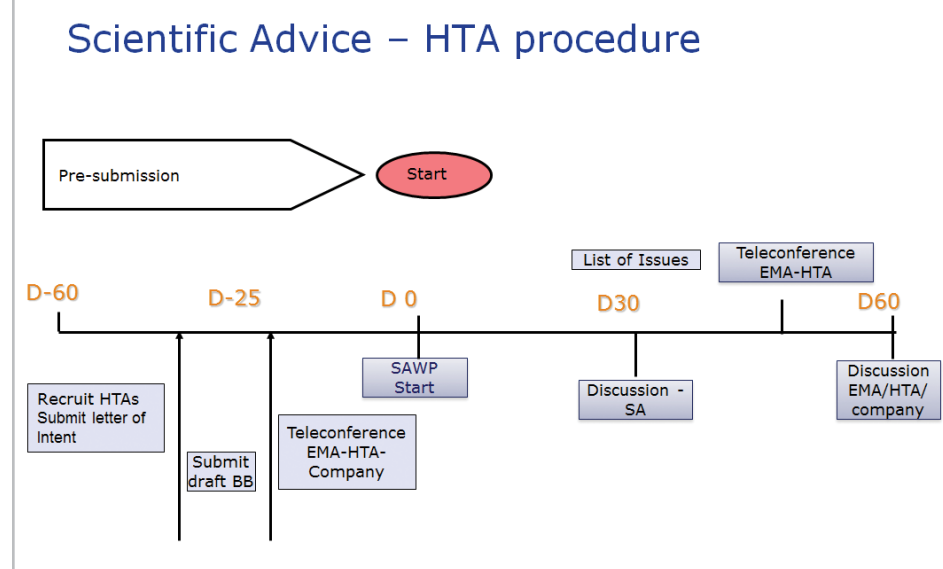 Scientific Advice – HTA procedure
Pre-submission
Start
List of Issues
Teleconference
EMA-HTA
D-60
D-25
D 0
D30
D60
SAWP
Start
Discussion -
SA
Discussion
EMA/HTA/
company
Recruit HTAs
Submit letter of
Intent
Submit
draft BB
Teleconference
EMA-HTA-
Company